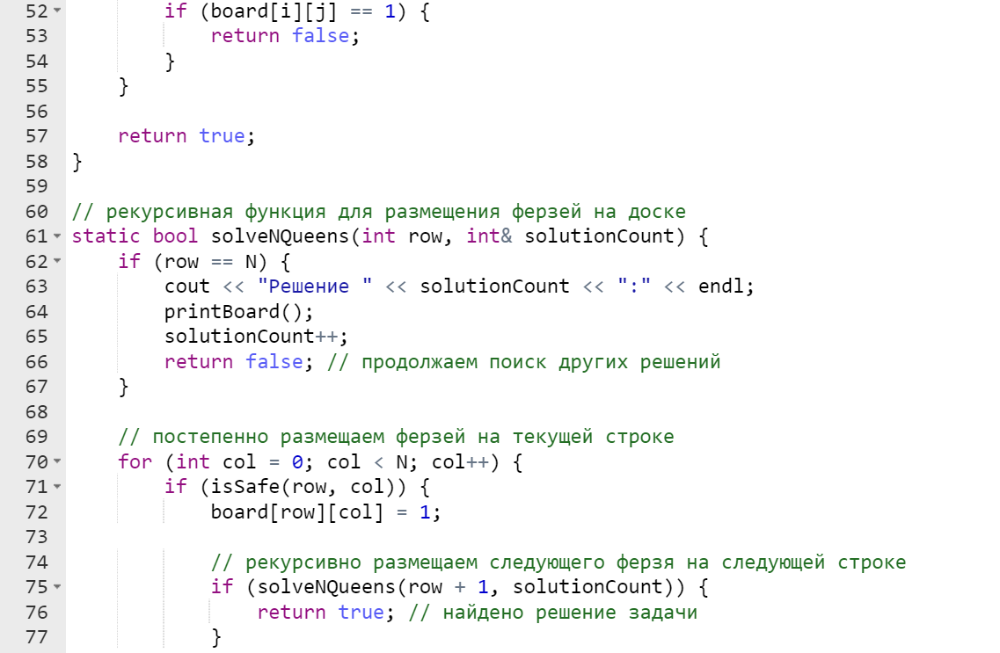 52        if (board[i][j] == 1) {
53            return false;
54        }
55    }
56
57    return true;
58 }
59
60 // рекурсивная функция для размещения ферзей на доске
61 static bool solveNQueens(int row, int& solutionCount) {
62    if (row == N) {
63        cout << "Решение " << solutionCount << ":" << endl;
64        printBoard();
65        solutionCount++;
66        return false; // продолжаем поиск других решений
67    }
68
69    // постепенно размещаем ферзей на текущей строке
70    for (int col = 0; col < N; col++) {
71        if (isSafe(row, col)) {
72            board[row][col] = 1;
73
74            // рекурсивно размещаем следующего ферзя на следующей строке
75            if (solveNQueens(row + 1, solutionCount)) {
76                return true; // найдено решение задачи
77            }